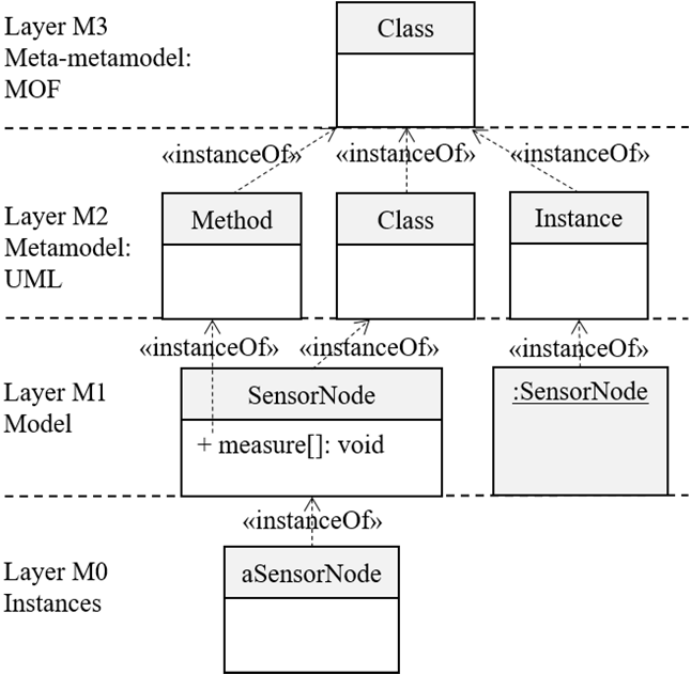 Layer M3
Meta-metamodel:
MOF
Class
«instanceOf»
«instanceOf»
«instanceOf»
Layer M2
Metamodel:
UML
Method
Class
Instance
«instanceOf»
«instanceOf»
«instanceOf»
Layer M1
Model
SensorNode
+ measure[]: void
:SensorNode
«instanceOf»
Layer M0
Instances
aSensorNode